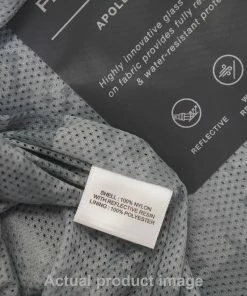 APOLL
Highly innovative glass
on fabric provides fully re
& water-resistant protec
REFLECTIVE
SHELL : 100% NYLON
WITH REFLECTIVE RESIN
LINING : 100% POLYESTER
Actual product image